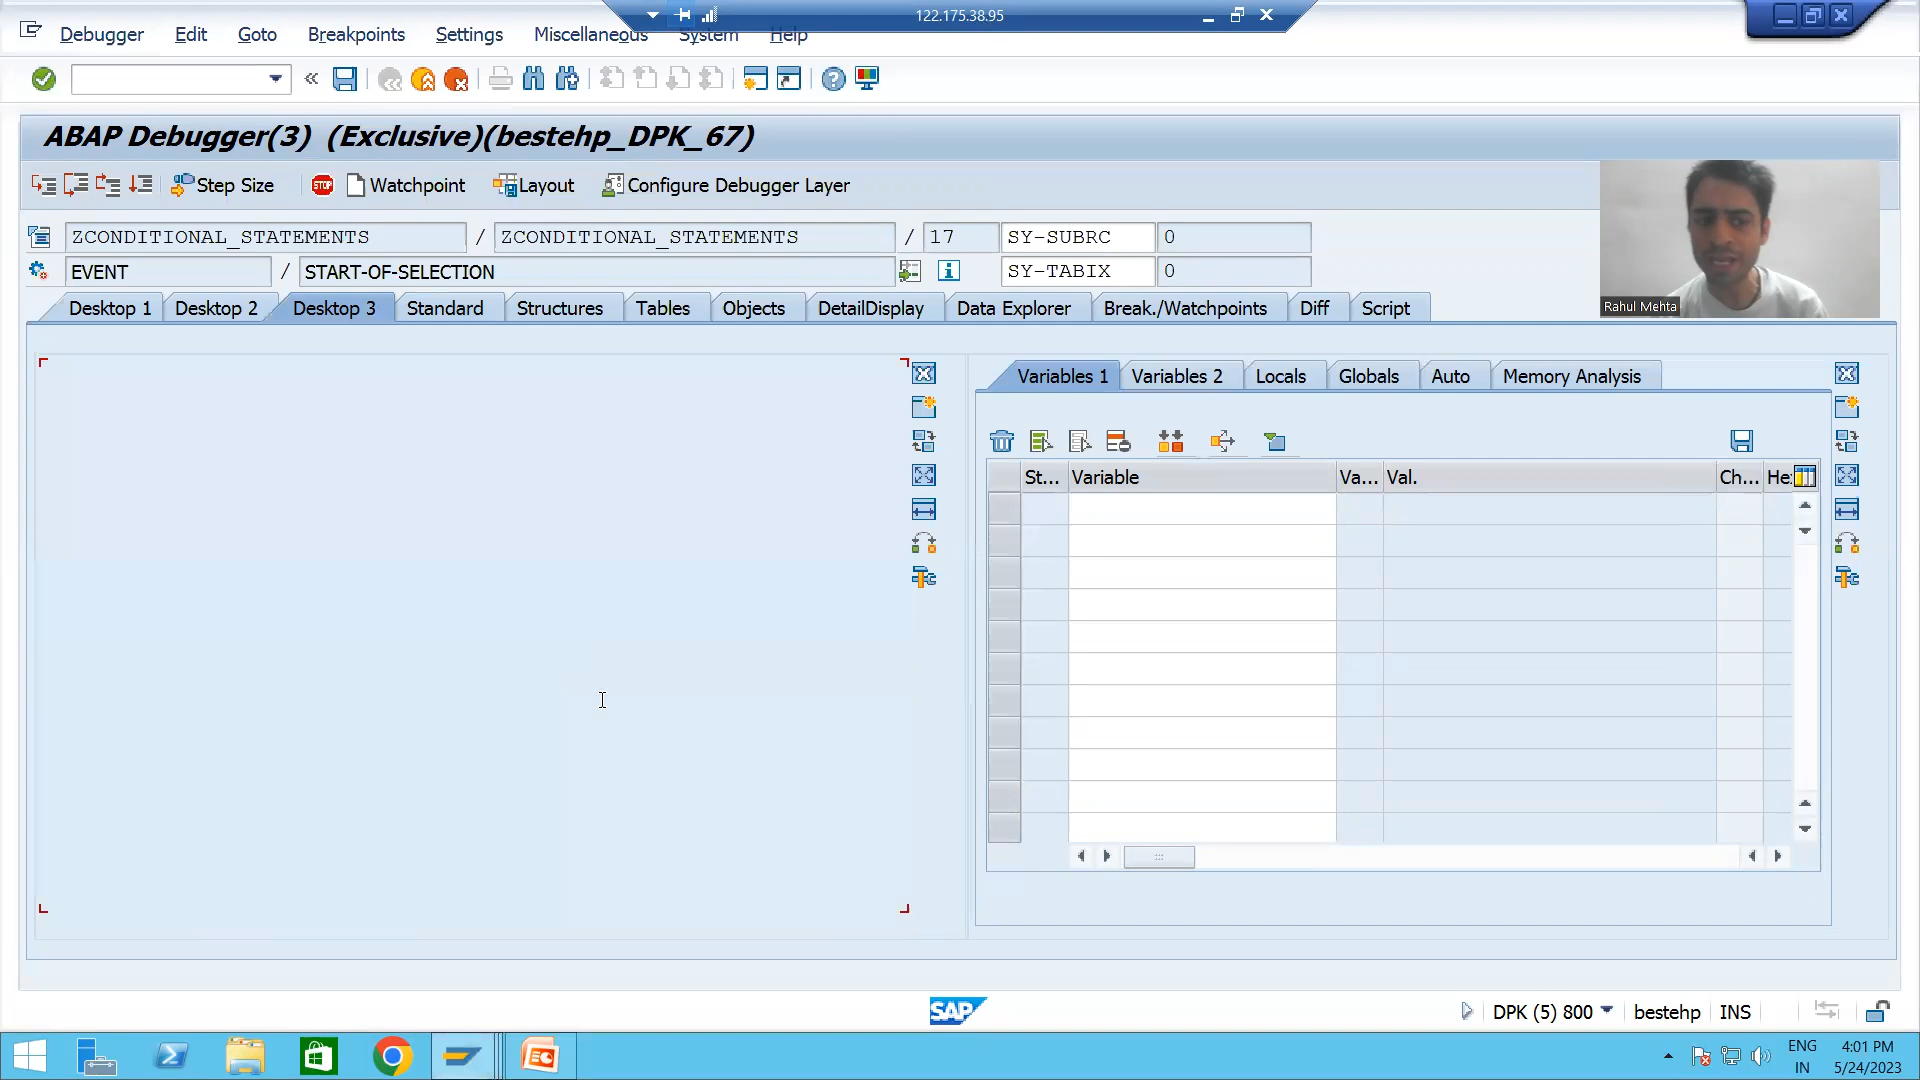 122.175.38.95
Debugger Edit Goto Breakpoints Settings Miscellaneous System Help
ABAP Debugger(3) (Exclusive)(bestehp_DPK_67)
Step Size STOP Watchpoint Layout Configure Debugger Layer
ZCONDITIONAL_STATEMENTS / ZCONDITIONAL_STATEMENTS / 17 SY-SUBRC 0
EVENT / START-OF-SELECTION SY-TABIX 0
Rahul Mehta
Desktop 1 Desktop 2 Desktop 3 Standard Structures Tables Objects DetailDisplay Data Explorer Break./Watchpoints Diff Script
Variables 1 Variables 2 Locals Globals Auto Memory Analysis
St... Variable Va... Val. Ch... He
SAP
DPK (5) 800 bestehp INS
ENG 4:01 PM
IN 5/24/2023